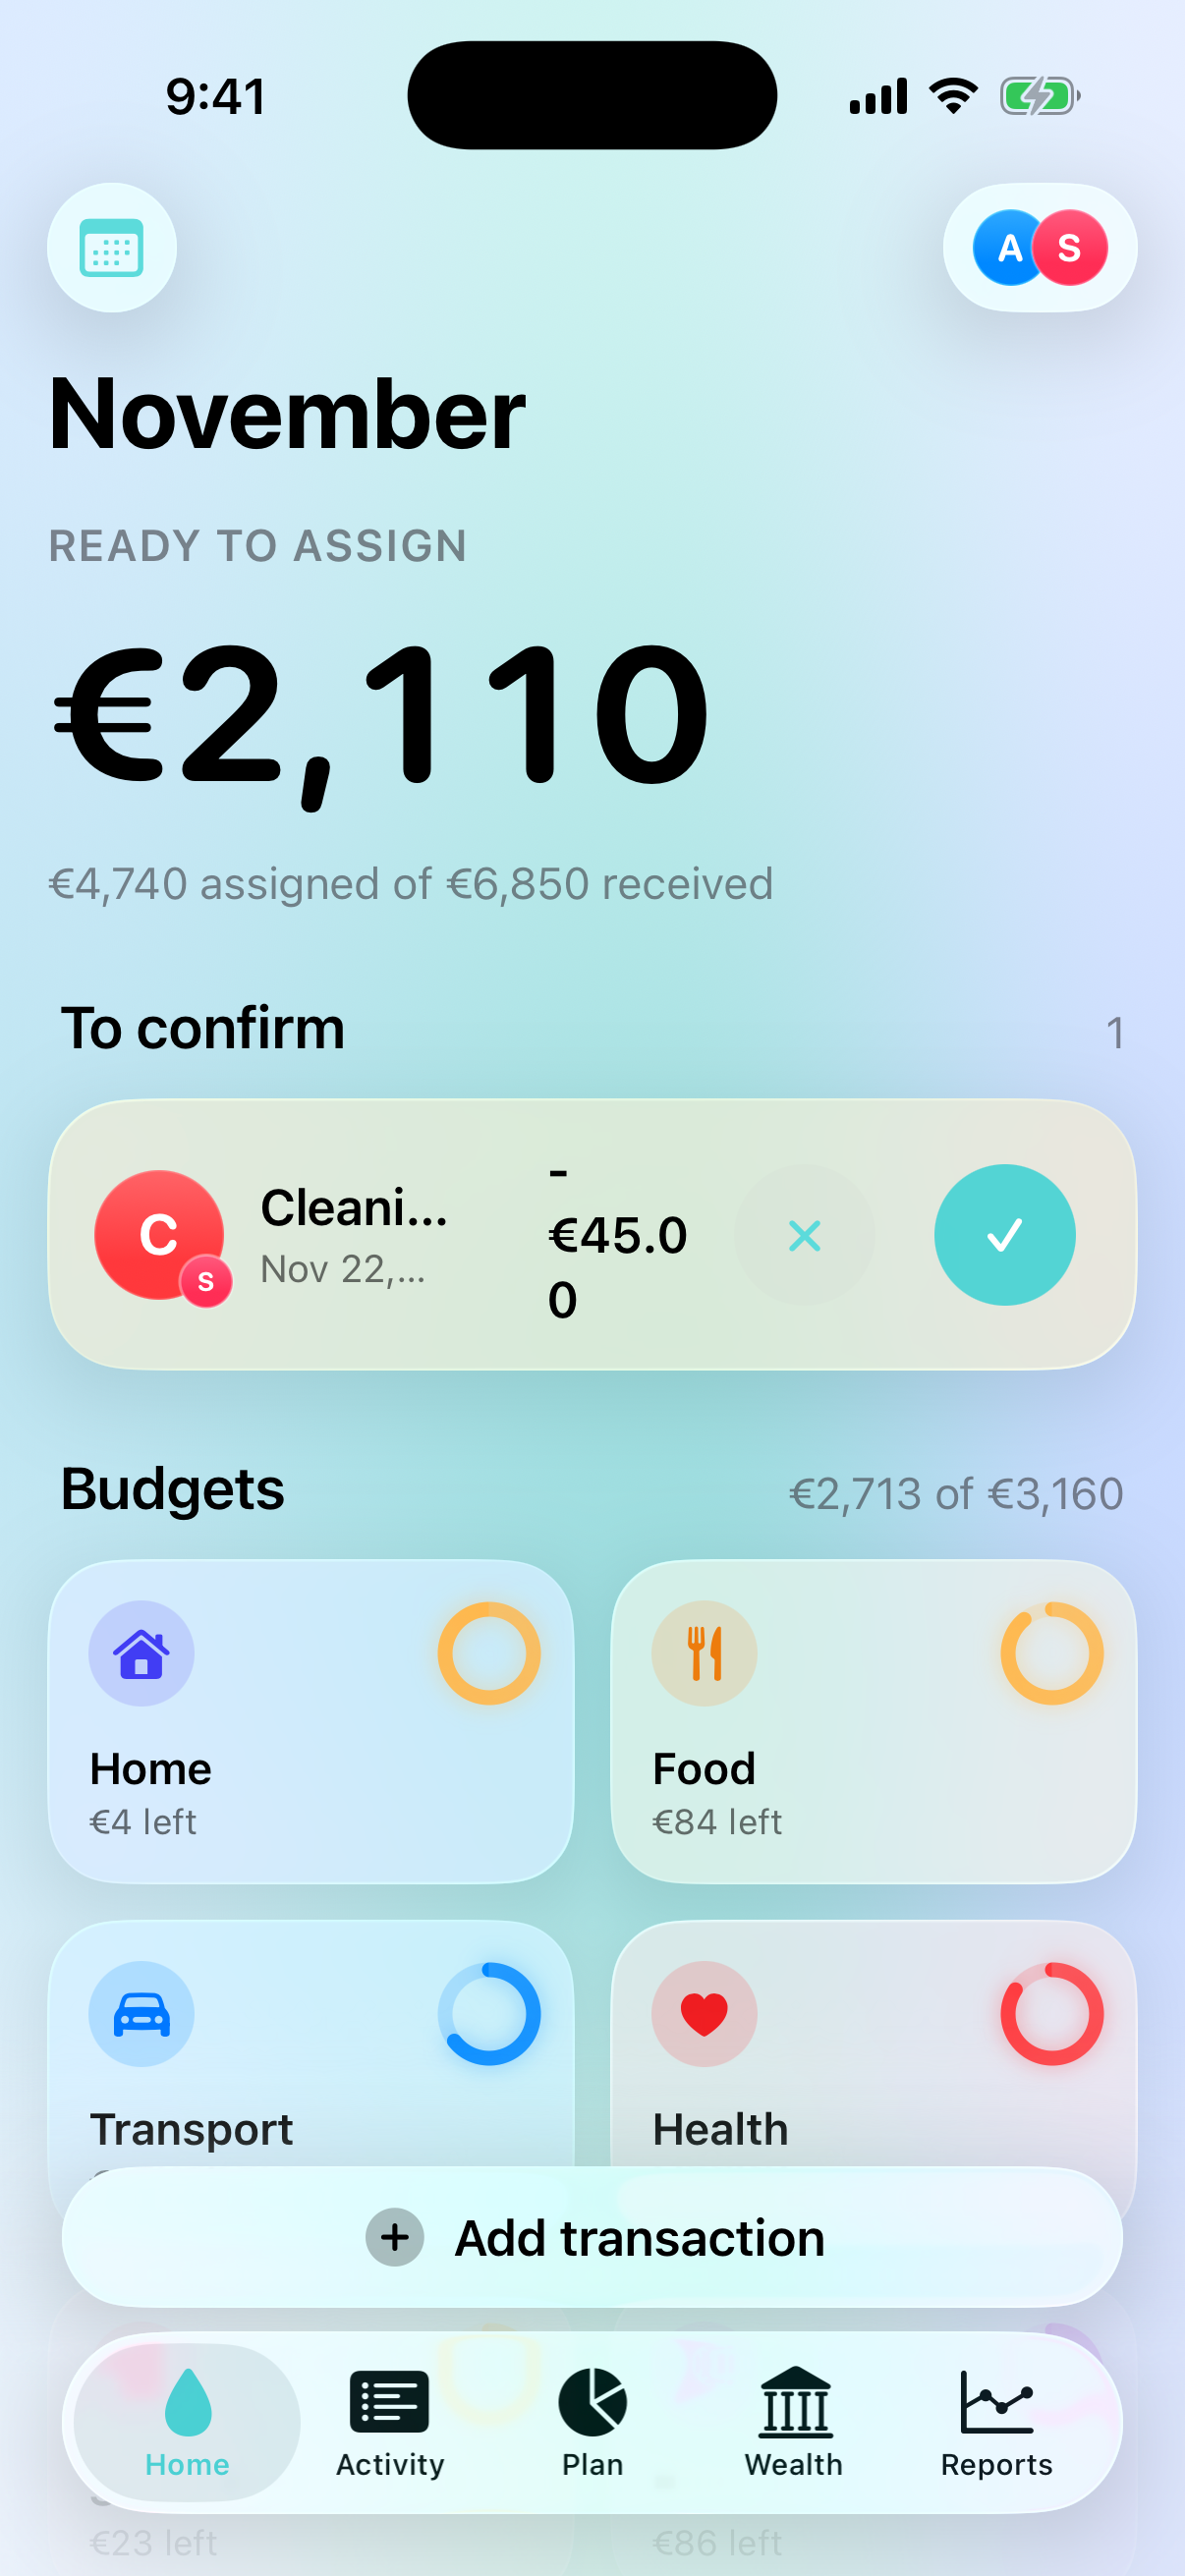 9:41
A S
November
READY TO ASSIGN
€2,110
€4,740 assigned of €6,850 received
To confirm 1
C
S
Cleani...
Nov 22,...
-
€45.0
0
Budgets €2,713 of €3,160
Home
€4 left
Food
€84 left
Transport
Health
Add transaction
Home Activity Plan Wealth Reports
€23 left €86 left